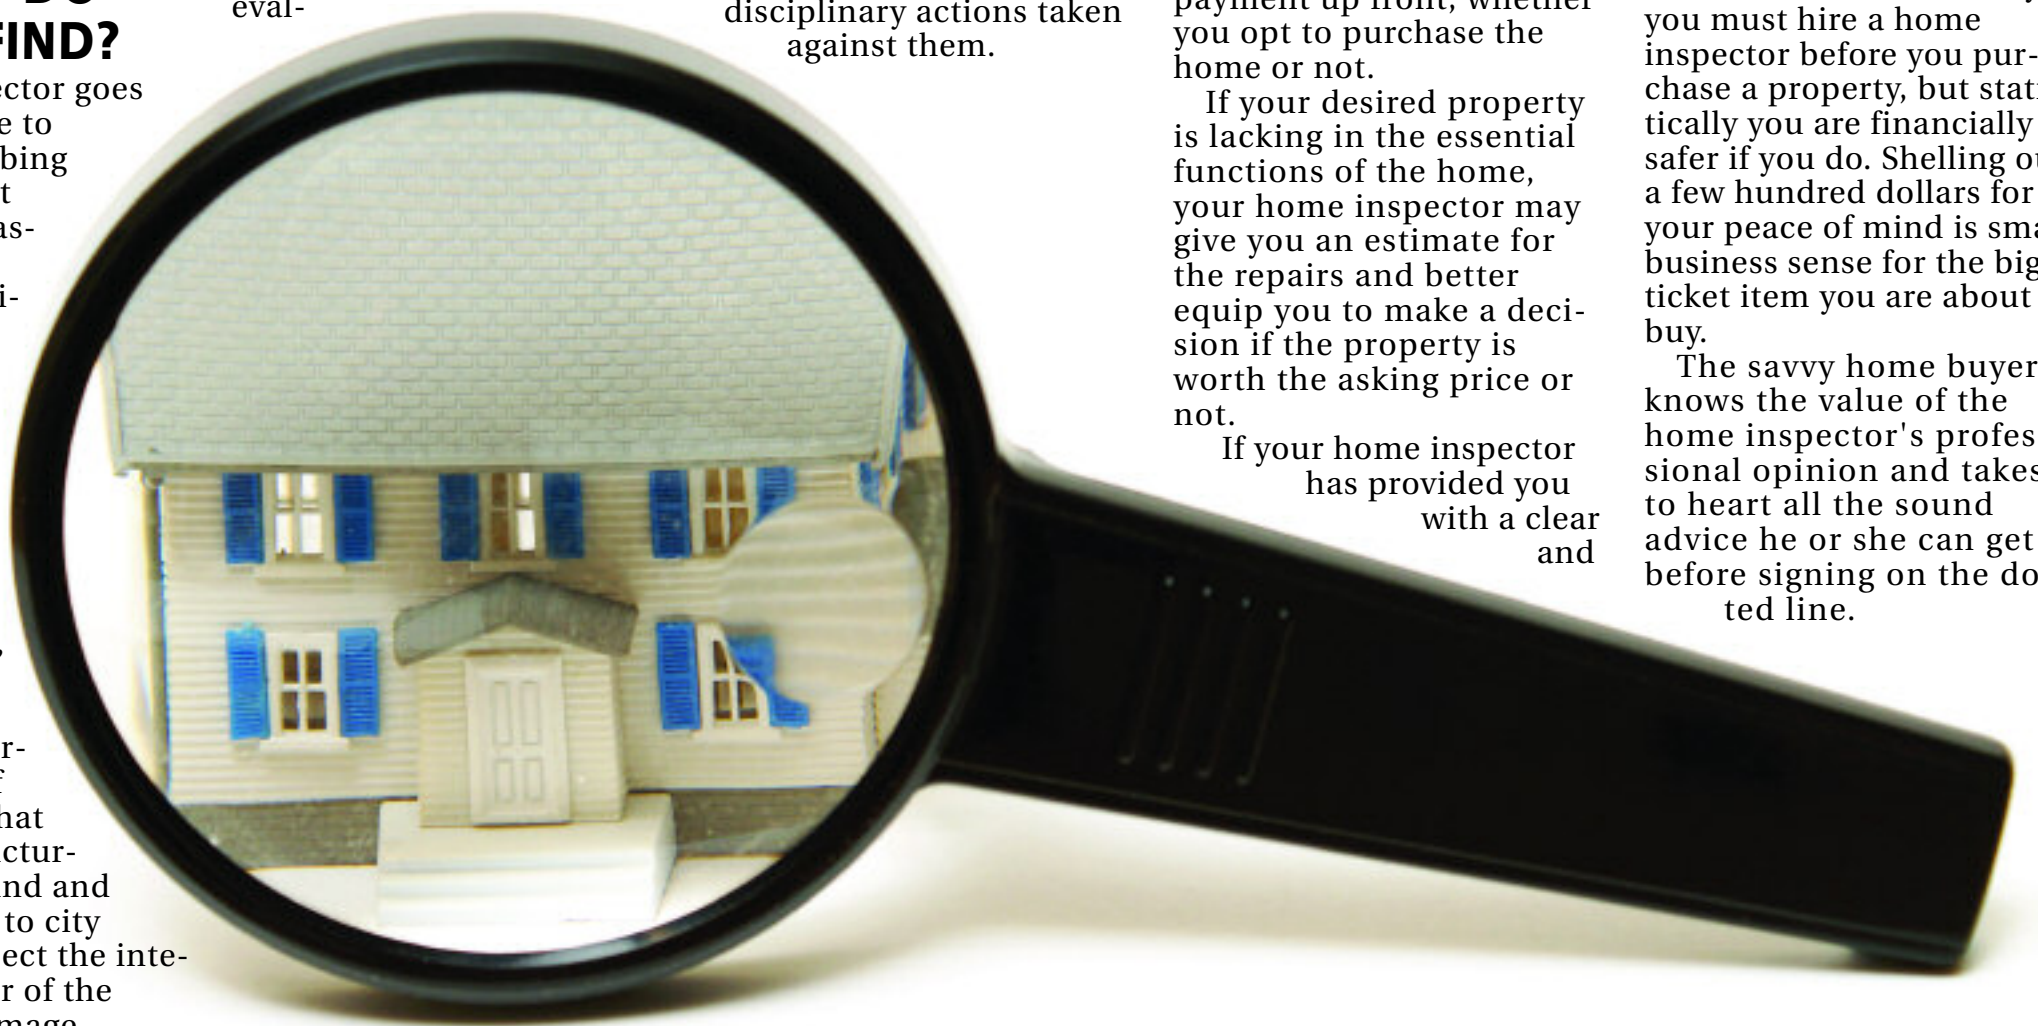 DO
FIND?
ector goes
e to
bing
t
as-
i-
,
r-
f
hat
ctur-
nd and
to city
ect the inte-
r of the
mage
eval-
disciplinary actions taken
against them.
payment up front, whether
you opt to purchase the
home or not.
If your desired property
is lacking in the essential
functions of the home,
your home inspector may
give you an estimate for
the repairs and better
equip you to make a deci-
sion if the property is
worth the asking price or
not.
If your home inspector
has provided you
with a clear
and
you must hire a home
inspector before you pur-
chase a property, but stati
tically you are financially
safer if you do. Shelling ou
a few hundred dollars for
your peace of mind is sma
business sense for the big
ticket item you are about
buy.
The savvy home buyer
knows the value of the
home inspector's profes
sional opinion and takes
to heart all the sound
advice he or she can get
before signing on the do
ted line.